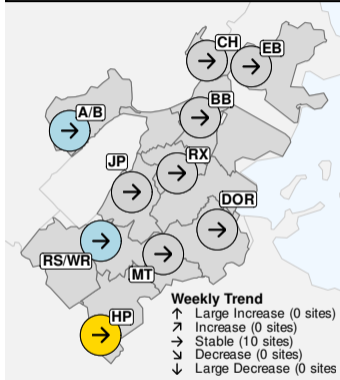 CH
EB
BB
A/B
RX
JP
DOR
RS/WR
MT
HP
Weekly Trend
↑ Large Increase (0 sites)
↗ Increase (0 sites)
→ Stable (10 sites)
↘ Decrease (0 sites)
↓ Large Decrease (0 sites